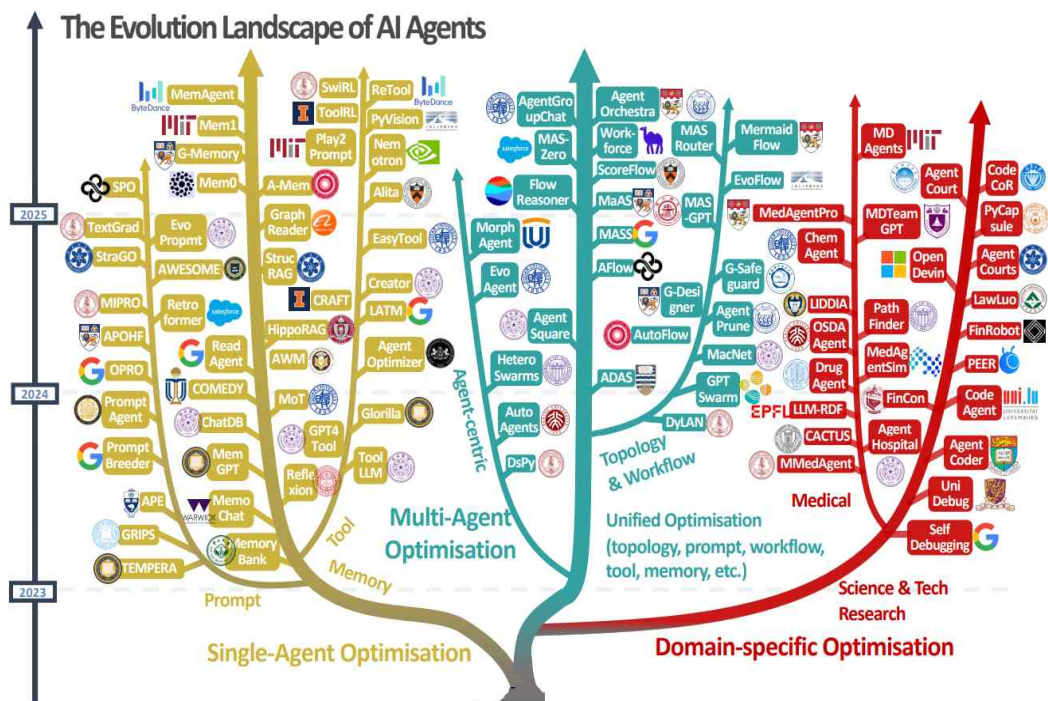 The Evolution Landscape of AI Agents
2025
2024
2023
SPO
TextGrad
StraGO
MIPRO
APOHF
OPRO
Prompt
Agent
Prompt
Breeder
APE
GRIPS
TEMPERA
Evo
Propmt
AWESOME
Prompt
MemAgent
ByteDance
MIT
Mem1
G-Memory
Mem0
Retro
former
salesforce
Read
Agent
COMEDY
ChatDB
Mem
GPT
Memo
Chat
WARWICK
Memory
Bank
A-Mem
Graph
Reader
Struc
RAG
CRAFT
HippoRAG
AWM
MoT
GPT4
Tool
Refle
xion
Memory
SwiRL
ToolRL
MIT
Play2
Prompt
ReTool
ByteDance
PyVision
Nem
otron
Alita
EasyTool
Creator
LATM
Agent
Optimizer
Glorilla
Tool
LLM
Tool
Single-Agent Optimisation
Morph
Agent
Evo
Agent
Agent
Square
Hetero
Swarms
Auto
Agents
DsPy
Agent-centric
AgentGro
upChat
salesforce
MAS-
Zero
Flow
Reasoner
Agent
Orchestra
Work-
force
ScoreFlow
MaAS
MASS
AFlow
G-Desi
gner
AutoFlow
ADAS
MAS
Router
Mermaid
Flow
EvoFlow
MAS
-GPT
G-Safe
guard
Agent
Prune
MacNet
GPT
Swarm
EPFL
DyLAN
Topology
& Workflow
Multi-Agent
Optimisation
Unified Optimisation
(topology, prompt, workflow,
tool, memory, etc.)
MD
Agents
MIT
Agent
Court
MedAgentPro
MDTeam
GPT
Chem
Agent
Open
Devin
LIDDIA
Path
Finder
OSDA
Agent
MedAg
entSim
Drug
Agent
LLM-RDF
FinCon
CACTUS
Agent
Hospital
MMedAgent
Medical
Code
CoR
PyCap
sule
Agent
Courts
LawLuo
FinRobot
PEER
Code
Agent
uni.lu
UNIVERSITÉ DU
LUXEMBOURG
Agent
Coder
Uni
Debug
Self
Debugging
Science & Tech
Research
Domain-specific Optimisation